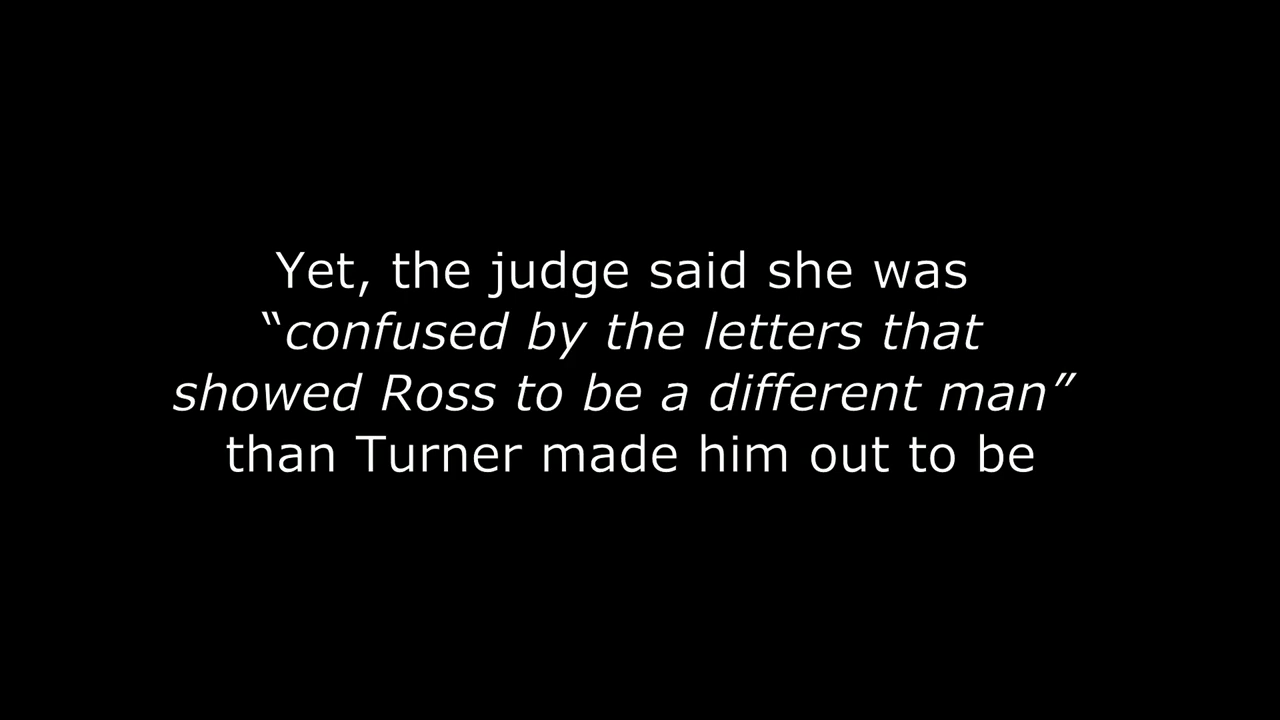 Yet, the judge said she was
“confused by the letters that
showed Ross to be a different man”
than Turner made him out to be